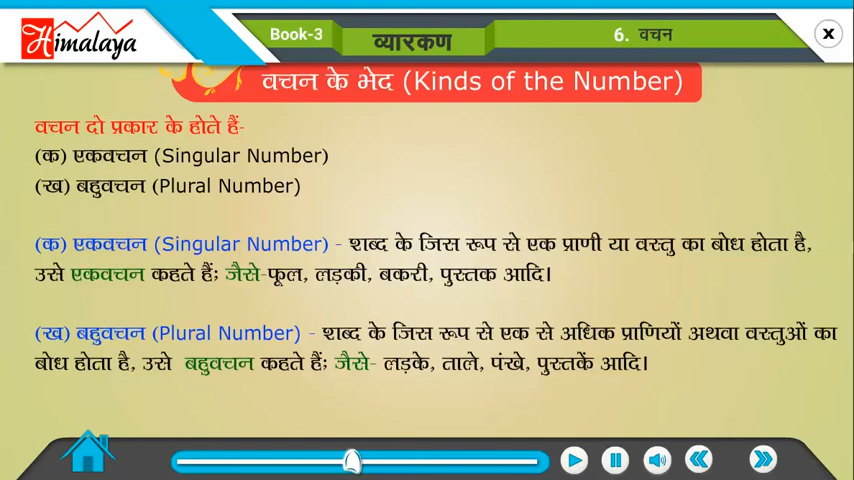 Himalaya
Book-3
व्यारकण
6. वचन
X
वचन के भेद (Kinds of the Number)
वचन दो प्रकार के होते हैं-
(क) एकवचन (Singular Number)
(ख) बहुवचन (Plural Number)
(क) एकवचन (Singular Number) - शब्द के जिस रूप से एक प्राणी या वस्तु का बोध होता है,
उसे एकवचन कहते हैं; जैसे-फूल, लड़की, बकरी, पुस्तक आदि।
(ख) बहुवचन (Plural Number) - शब्द के जिस रूप से एक से अधिक प्राणियों अथवा वस्तुओं का
बोध होता है, उसे बहुवचन कहते हैं; जैसे- लड़के, ताले, पंखे, पुस्तकें आदि।